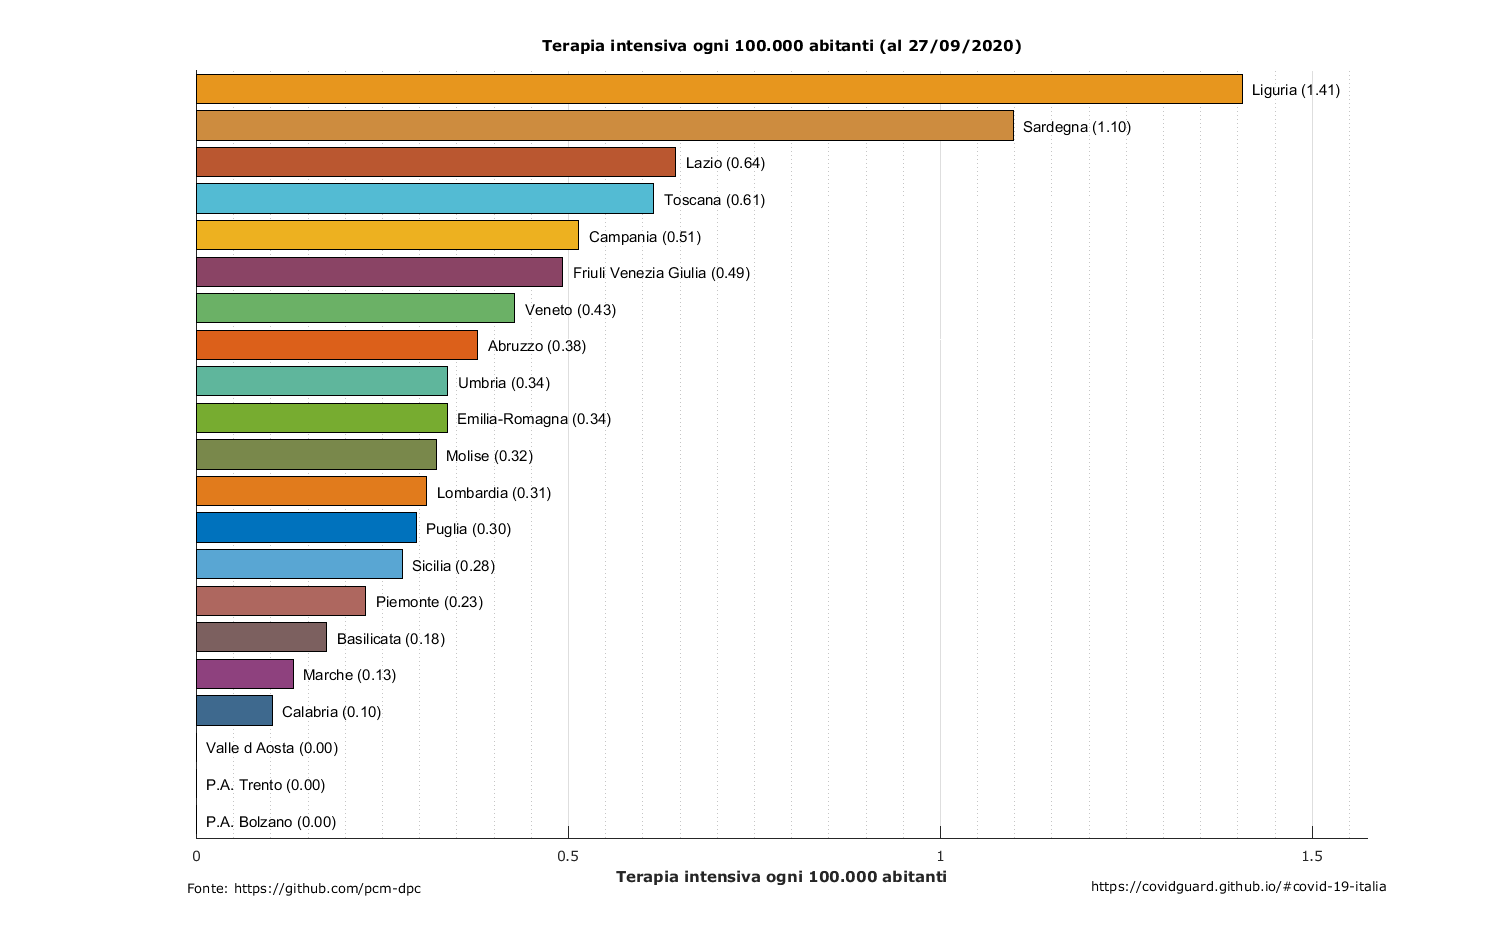 Terapia intensiva ogni 100.000 abitanti (al 27/09/2020)
Liguria (1.41)
Sardegna (1.10)
Lazio (0.64)
Toscana (0.61)
Campania (0.51)
Friuli Venezia Giulia (0.49)
Veneto (0.43)
Abruzzo (0.38)
Umbria (0.34)
Emilia-Romagna (0.34)
Molise (0.32)
Lombardia (0.31)
Puglia (0.30)
Sicilia (0.28)
Piemonte (0.23)
Basilicata (0.18)
Marche (0.13)
Calabria (0.10)
Valle d Aosta (0.00)
P.A. Trento (0.00)
P.A. Bolzano (0.00)
0 0.5 1 1.5
Terapia intensiva ogni 100.000 abitanti
Fonte: https://github.com/pcm-dpc
https://covidguard.github.io/#covid-19-italia